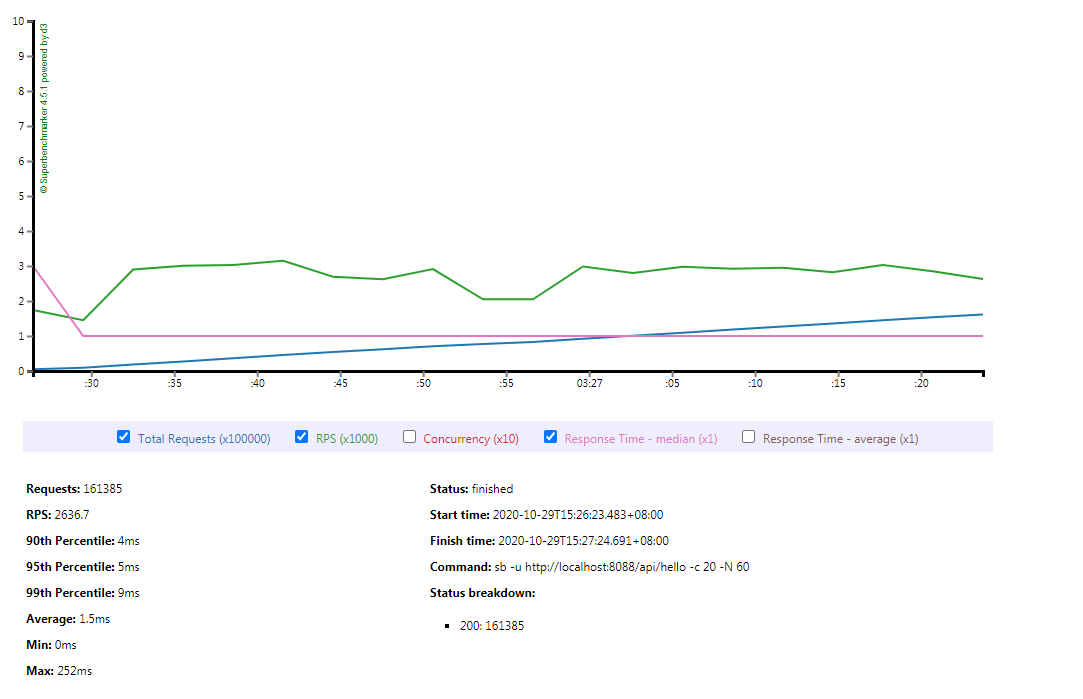 10
9
8
7
6
5
4
3
2
1
0
© Superbenchmarker 4.5.1 powered by d3
:30 :35 :40 :45 :50 :55 03:27 :05 :10 :15 :20
Total Requests (x100000) RPS (x1000) Concurrency (x10) Response Time - median (x1) Response Time - average (x1)
Requests: 161385
RPS: 2636.7
90th Percentile: 4ms
95th Percentile: 5ms
99th Percentile: 9ms
Average: 1.5ms
Min: 0ms
Max: 252ms
Status: finished
Start time: 2020-10-29T15:26:23.483+08:00
Finish time: 2020-10-29T15:27:24.691+08:00
Command: sb -u http://localhost:8088/api/hello -c 20 -N 60
Status breakdown:
200: 161385